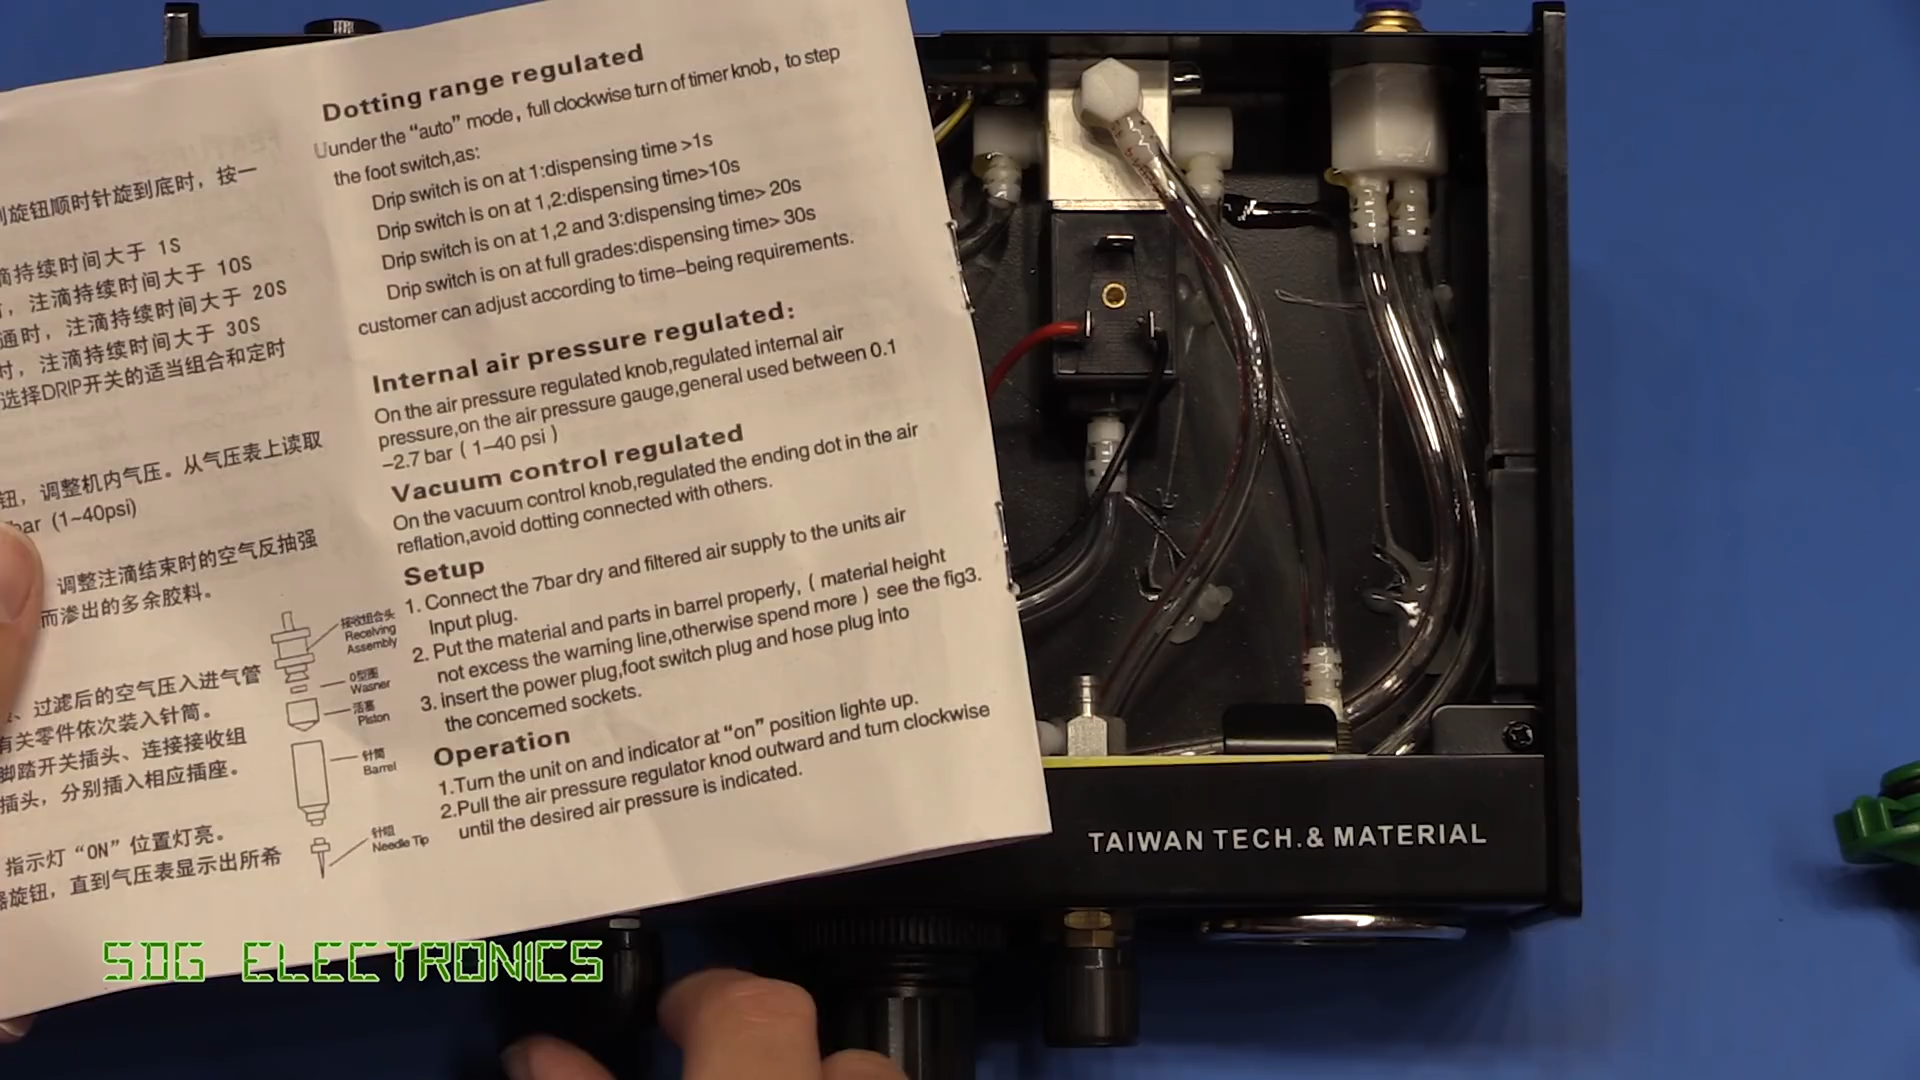 刂旋钮顺时针旋到底时，按一
滴持续时间大于 1S
，注滴持续时间大于 10S
通时，注滴持续时间大于 20S
时，注滴持续时间大于 30S
选择DRIP开关的适当组合和定时
钮，调整机内气压。从气压表上读取
bar (1~40psi)
调整注滴结束时的空气反抽强
而渗出的多余胶料。
、过滤后的空气压入进气管
有关零件依次装入针筒。
脚踏开关插头、连接接收组
插头，分别插入相应插座。
指示灯“ON”位置灯亮。
器旋钮，直到气压表显示出所希
接收组合头
Receiving
Assembly
O型圈
Wasner
活塞
Piston
针筒
Barrel
针咀
Needle Tip
Dotting range regulated
Uunder the “auto” mode, full clockwise turn of timer knob, to step
the foot switch,as:
Drip switch is on at 1:dispensing time >1s
Drip switch is on at 1,2:dispensing time>10s
Drip switch is on at 1,2 and 3:dispensing time> 20s
Drip switch is on at full grades:dispensing time> 30s
customer can adjust according to time-being requirements.
Internal air pressure regulated:
On the air pressure regulated knob,regulated internal air
pressure,on the air pressure gauge,general used between 0.1
-2.7 bar ( 1-40 psi )
Vacuum control regulated
On the vacuum control knob,regulated the ending dot in the air
reflation,avoid dotting connected with others.
Setup
1. Connect the 7bar dry and filtered air supply to the units air
Input plug.
2. Put the material and parts in barrel properly, ( material height
not excess the warning line,otherwise spend more ) see the fig3.
3. insert the power plug,foot switch plug and hose plug into
the concerned sockets.
Operation
1.Turn the unit on and indicator at “on” position lighte up.
2.Pull the air pressure regulator knod outward and turn clockwise
until the desired air pressure is indicated.
TAIWAN TECH.& MATERIAL
SDG ELECTRONICS